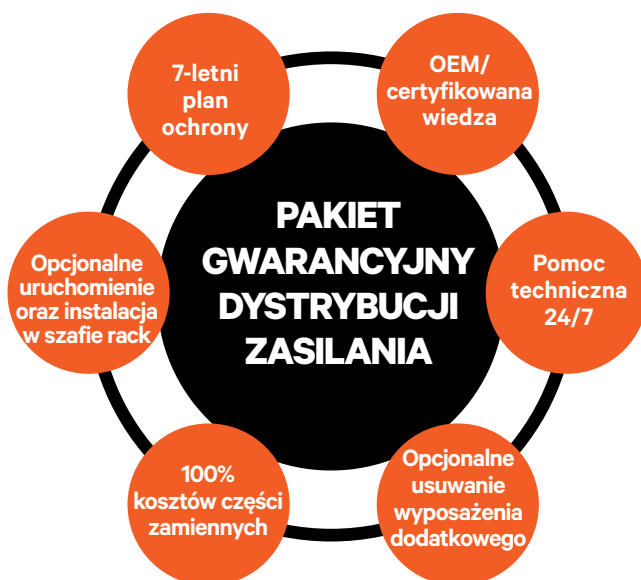 7-letni
plan
ochrony
OEM/
certyfikowana
wiedza
PAKIET
GWARANCYJNY
DYSTRYBUCJI
ZASILANIA
Opcjonalne
uruchomienie
oraz instalacja
w szafie rack
Pomoc
techniczna
24/7
100%
kosztów części
zamiennych
Opcjonalne
usuwanie
wyposażenia
dodatkowego